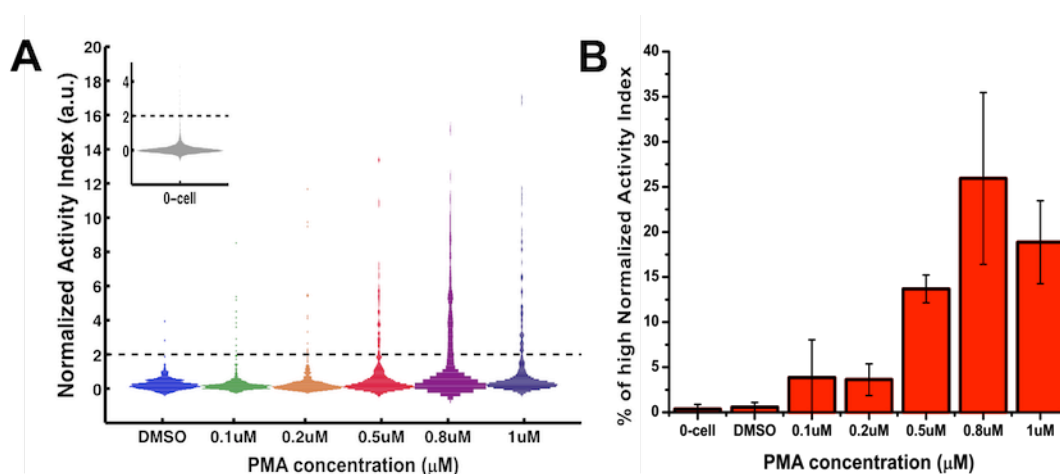 A
Normalized Activity Index (a.u.)
20
18
16
14
12
10
8
6
4
2
0
4
2
0
0-cell
DMSO
0.1uM
0.2uM
0.5uM
0.8uM
1uM
PMA concentration (μM)
B
% of high Normalized Activity Index
40
35
30
25
20
15
10
5
0
0-cell
DMSO
0.1uM
0.2uM
0.5uM
0.8uM
1uM
PMA concentration (μM)